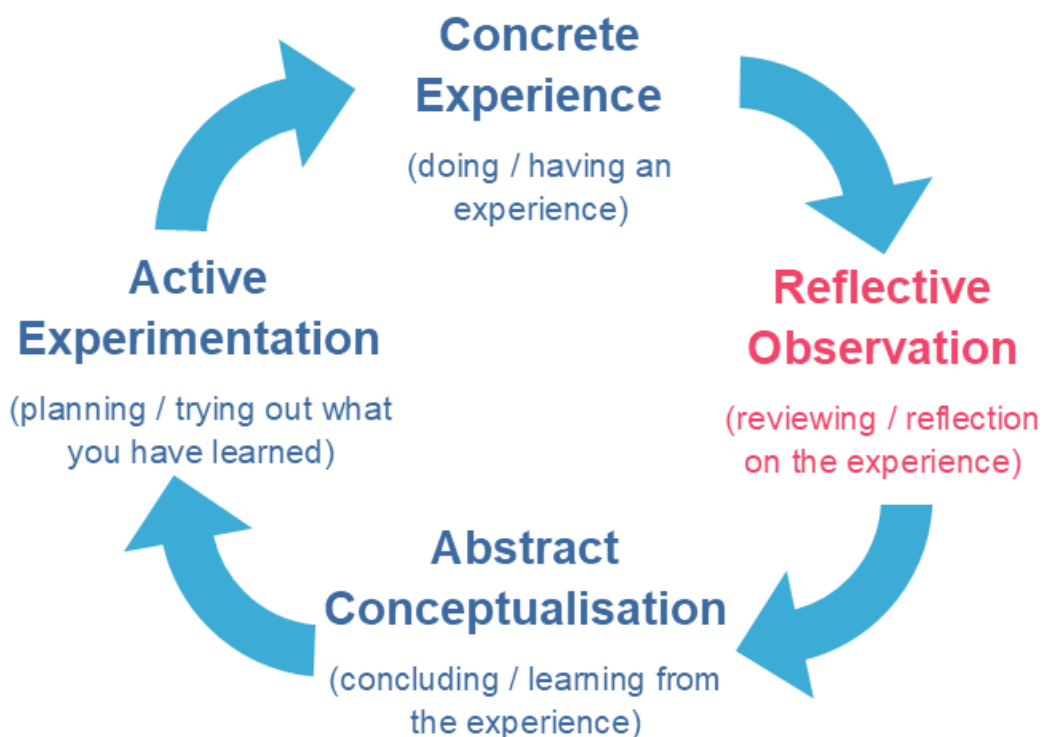 Concrete
Experience
(doing / having an
experience)
Reflective
Observation
(reviewing / reflection
on the experience)
Abstract
Conceptualisation
(concluding / learning from
the experience)
Active
Experimentation
(planning / trying out what
you have learned)